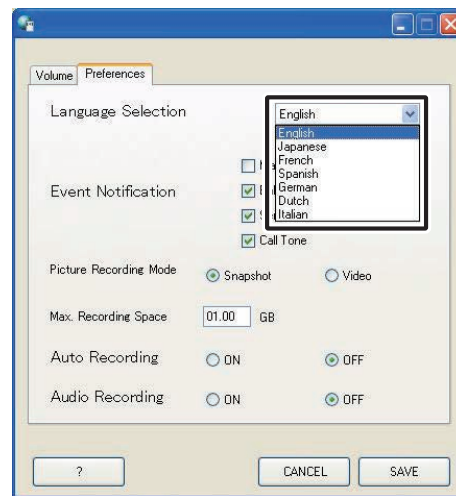 Volume Preferences
Language Selection
English
English
Japanese
French
Spanish
German
Dutch
Italian
Event Notification
Call Tone
Picture Recording Mode Snapshot Video
Max. Recording Space 01.00 GB
Auto Recording ON OFF
Audio Recording ON OFF
? CANCEL SAVE